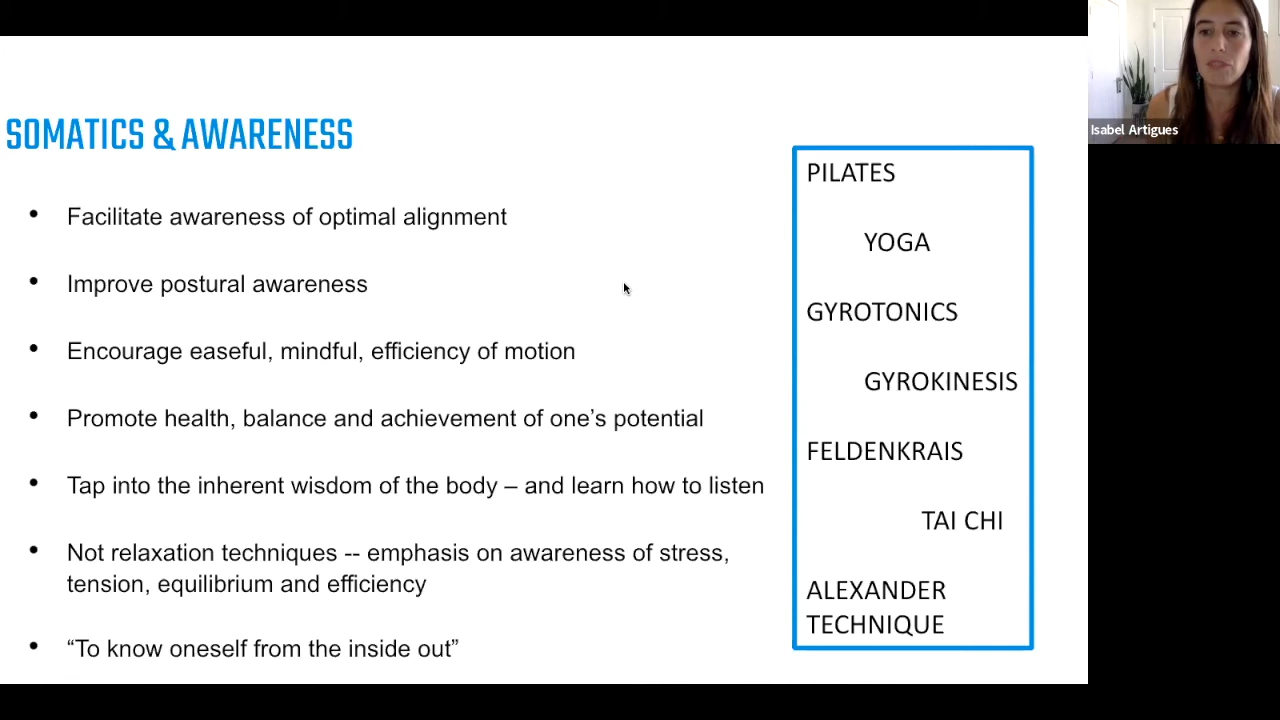 SOMATICS & AWARENESS
• Facilitate awareness of optimal alignment
• Improve postural awareness
• Encourage easeful, mindful, efficiency of motion
• Promote health, balance and achievement of one’s potential
• Tap into the inherent wisdom of the body – and learn how to listen
• Not relaxation techniques -- emphasis on awareness of stress,
tension, equilibrium and efficiency
• “To know oneself from the inside out”
PILATES
YOGA
GYROTONICS
GYROKINESIS
FELDENKRAIS
TAI CHI
ALEXANDER
TECHNIQUE
Isabel Artigues